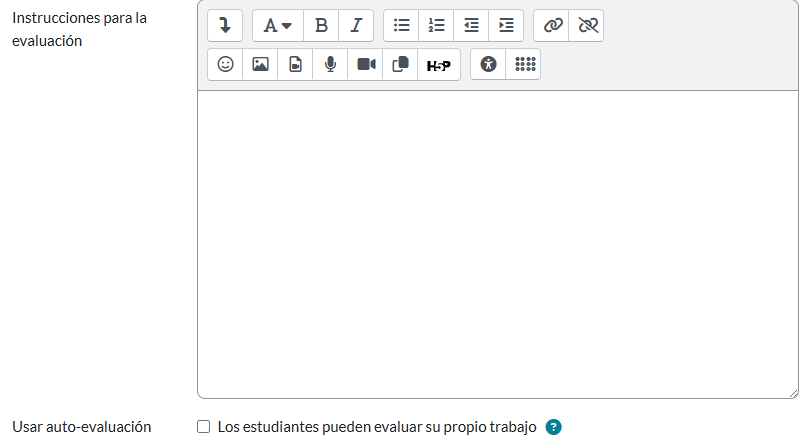 Instrucciones para la
evaluación
A B I
H5P
Usar auto-evaluación
Los estudiantes pueden evaluar su propio trabajo ?